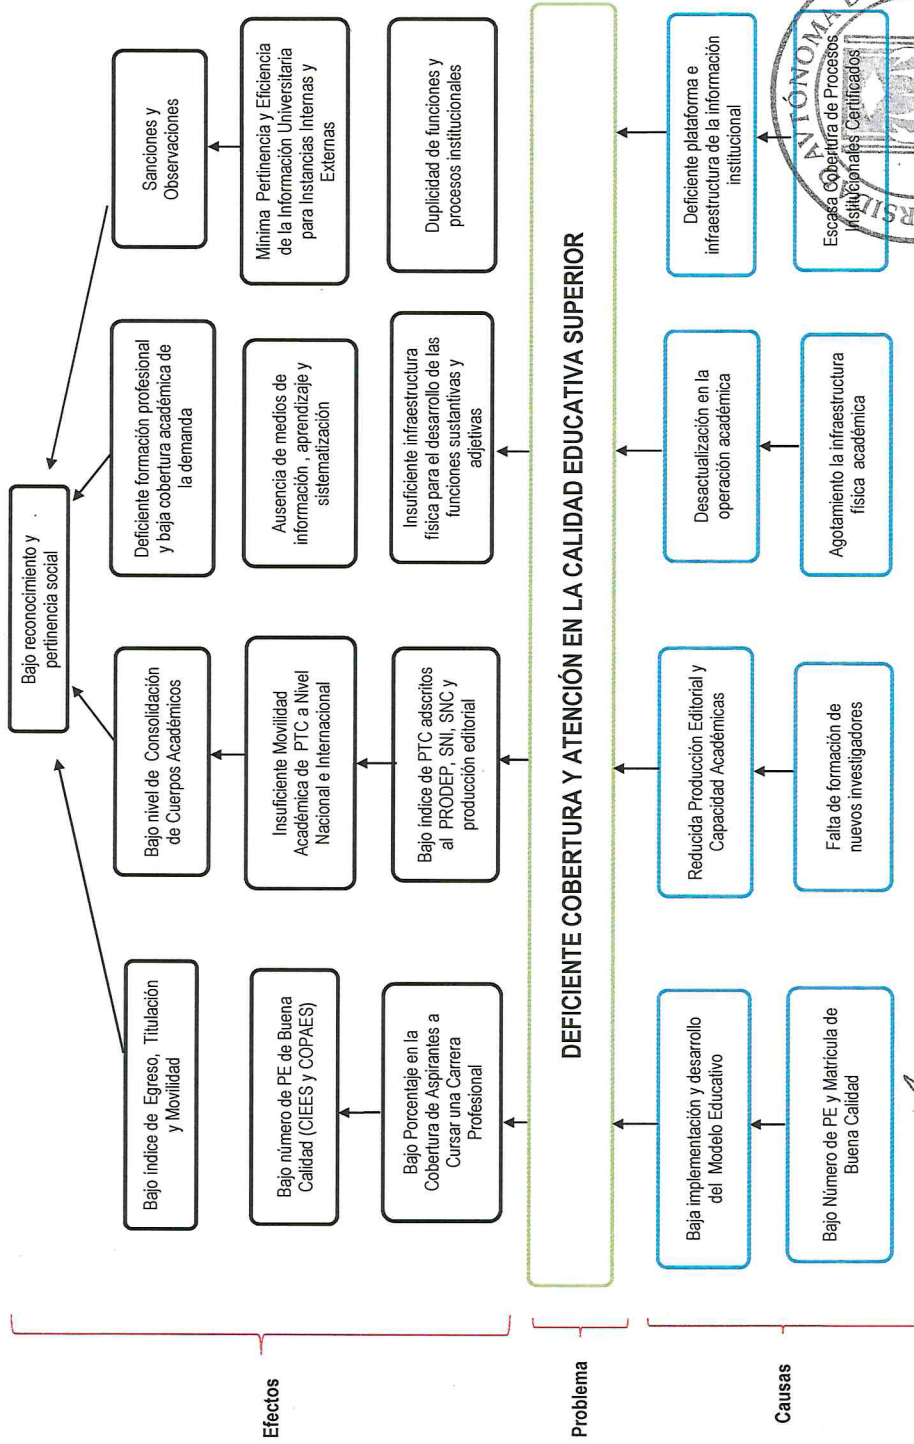 Efectos
Bajo reconocimiento y
pertinencia social
Bajo índice de Egreso, Titulación
y Movilidad
Bajo nivel de Consolidación
de Cuerpos Académicos
Deficiente formación profesional
y baja cobertura académica de
la demanda
Sanciones y
Observaciones
Bajo número de PE de Buena
Calidad (CIEES y COPAES)
Insuficiente Movilidad
Académica de PTC a Nivel
Nacional e Internacional
Ausencia de medios de
información , aprendizaje y
sistematización
Mínima Pertinencia y Eficiencia
de la Información Universitaria
para Instancias Internas y
Externas
Bajo Porcentaje en la
Cobertura de Aspirantes a
Cursar una Carrera
Profesional
Bajo índice de PTC adscritos
al PRODEP, SNI, SNC y
producción editorial
Insuficiente infraestructura
física para el desarrollo de las
funciones sustantivas y
adjetivas
Duplicidad de funciones y
procesos institucionales
Problema
DEFICIENTE COBERTURA Y ATENCIÓN EN LA CALIDAD EDUCATIVA SUPERIOR
Causas
Baja implementación y desarrollo
del Modelo Educativo
Reducida Producción Editorial y
Capacidad Académicas
Desactualización en la
operación académica
Deficiente plataforma e
infraestructura de la información
institucional
Bajo Número de PE y Matrícula de
Buena Calidad
Falta de formación de
nuevos investigadores
Agotamiento la infraestructura
física académica
Escasa Cobertura de Procesos
Institucionales Certificados
AVTÓNOMA